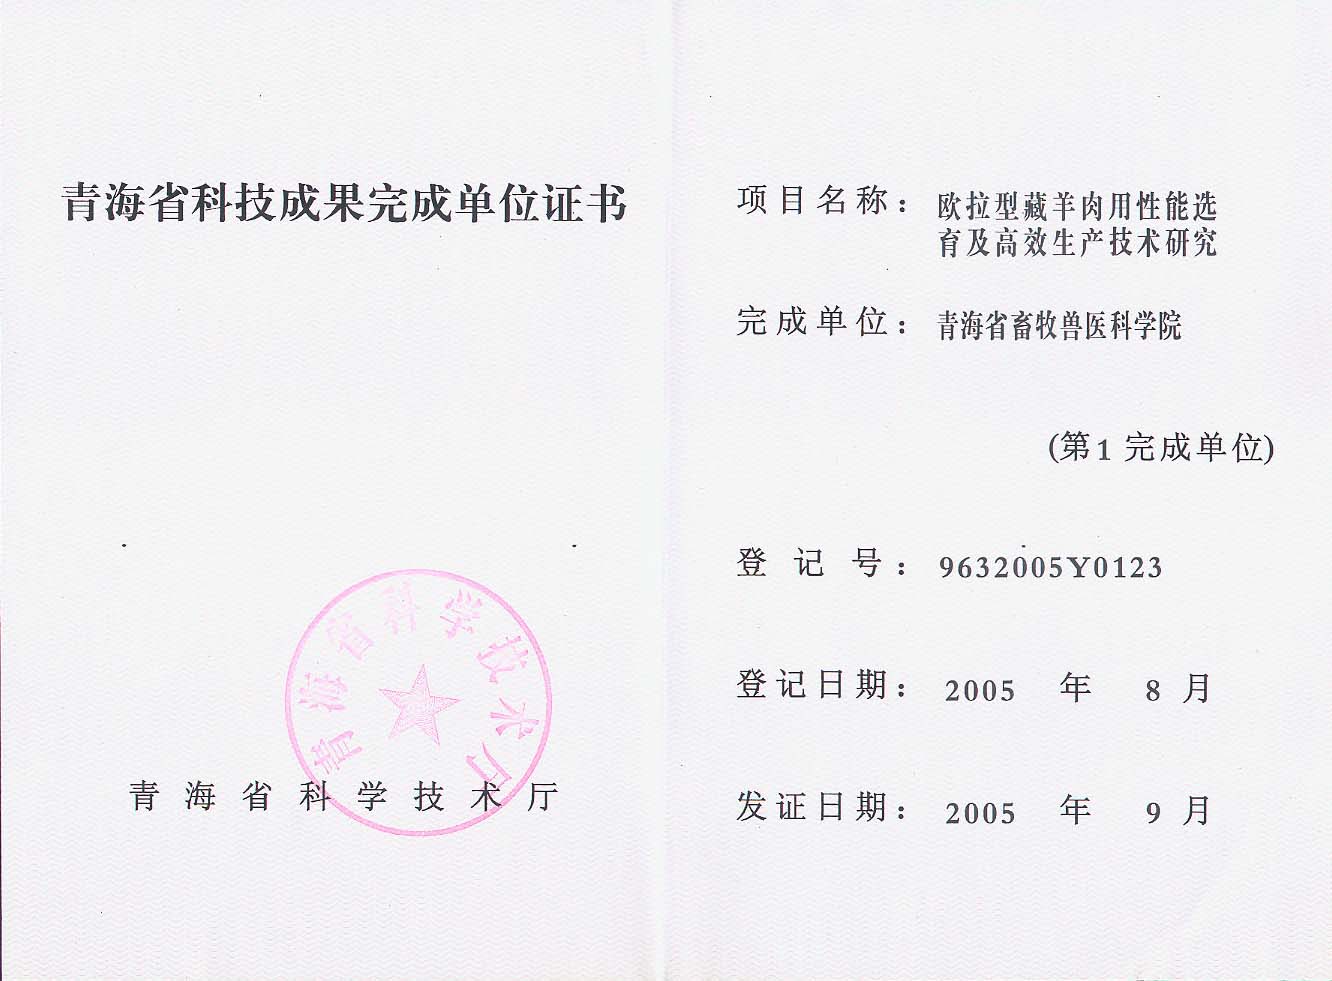 青海省科技成果完成单位证书
青海省科学技术厅
青海省科学技术厅
项目名称： 欧拉型藏羊肉用性能选
育及高效生产技术研究
完成单位： 青海省畜牧兽医科学院
(第1完成单位)
登记号： 9632005Y0123
登记日期： 2005 年 8 月
发证日期： 2005 年 9 月